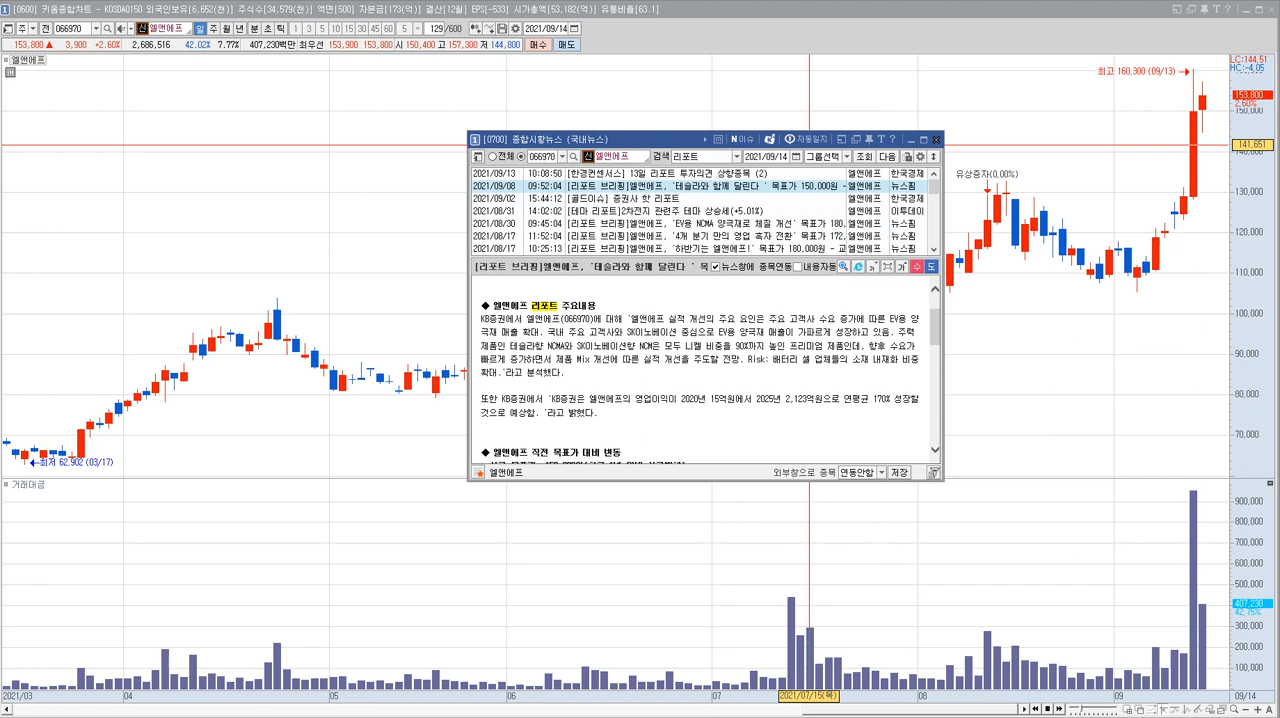 [0600] 키움종합차트 - KOSDAQ150 외국인보유[6,652(천)] 주식수[34,579(천)] 액면[500] 자본금[173(억)] 결산[12월] EPS[-533] 시가총액[53,182(억)] 유통비율[63.1]
주 전 066970 신 엘앤에프 일 주 월 년 분 초 틱 1 3 5 10 15 30 45 60 5 129 /600 2021/09/14
153,800 ▲ 3,900 +2.60% 2,686,516 42.02% 7.77% 407,230백만 최우선 153,900 153,800 시 150,400 고 157,300 저 144,800 매수 매도
엘앤에프
LC:144,51
HC:-4,05
최고 160,300 (09/13)
153,800
2,60%
150,000
141,651
140,000
유상증자(0,00%)
130,000
120,000
110,000
100,000
90,000
80,000
70,000
최저 62,902 (03/17)
[0700] 종합시황뉴스 (국내뉴스) N이슈 자동일지 T ?
전체 066970 신 엘앤에프 검색 리포트 2021/09/14 그룹선택 조회 다음
2021/09/13 10:08:50 [한경컨센서스] 13일 리포트 투자의견 상향종목 (2) 엘앤에프 한국경제
2021/09/08 09:52:04 [리포트 브리핑]엘앤에프, '테슬라와 함께 달린다 ' 목표가 150,000원 - 엘앤에프 뉴스핌
2021/09/02 15:44:12 [골드이슈] 증권사 핫 리포트 엘앤에프 한국경제
2021/08/31 14:02:02 [테마 리포트]2차전지 관련주 테마 상승세(+5.01%) 엘앤에프 이투데이
2021/08/30 09:45:04 [리포트 브리핑]엘앤에프, 'EV용 NCMA 양극재로 체질 개선' 목표가 180, 엘앤에프 뉴스핌
2021/08/17 11:52:04 [리포트 브리핑]엘앤에프, '4개 분기 만의 영업 흑자 전환' 목표가 172, 엘앤에프 뉴스핌
2021/08/17 10:25:13 [리포트 브리핑]엘앤에프, '하반기는 엘앤에프!' 목표가 180,000원 - 교 엘앤에프 뉴스핌
[리포트 브리핑]엘앤에프, '테슬라와 함께 달린다 ' 목 뉴스창에 종목연동 내용자동 가 가 수 도
◆ 엘앤에프 리포트 주요내용
KB증권에서 엘앤에프(066970)에 대해 '엘앤에프 실적 개선의 주요 요인은 주요 고객사 수요 증가에 따른 EV용 양
극재 매출 확대. 국내 주요 고객사와 SK이노베이션 중심으로 EV용 양극재 매출이 가파르게 성장하고 있음. 주력
제품인 테슬라향 NCMA와 SK이노베이션향 NCM은 모두 니켈 비중을 90%까지 높인 프리미엄 제품인데, 향후 수요가
빠르게 증가하면서 제품 Mix 개선에 따른 실적 개선을 주도할 전망. Risk: 배터리 셀 업체들의 소재 내재화 비중
확대.'라고 분석했다.
또한 KB증권에서 'KB증권은 엘앤에프의 영업이익이 2020년 15억원에서 2025년 2,123억원으로 연평균 170% 성장할
것으로 예상함. '라고 밝혔다.
◆ 엘앤에프 직전 목표가 대비 변동
엘앤에프 외부창으로 종목 연동안함 저장
거래대금
900,000
800,000
700,000
600,000
500,000
407,230
42,75%
300,000
200,000
100,000
2021/03 04 05 06 07 2021/07/15(목) 08 09 09/14